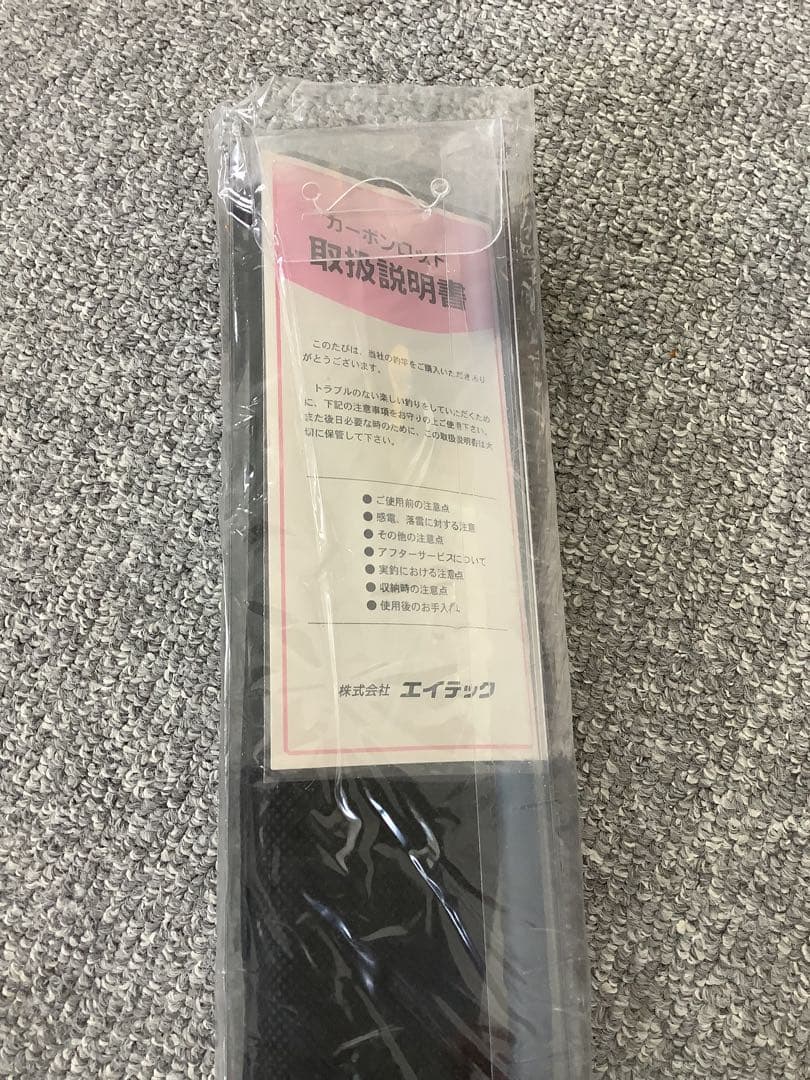 カーボンロッド
取扱説明書
このたびは、当社の釣竿をご購入いただきあり
がとうございます。
トラブルのない楽しい釣りをしていただくため
に、下記の注意事項をお守りの上ご使用下さい。
また後日必要な時のために、この取扱説明書は大
切に保管して下さい。
●ご使用前の注意点
●感電、落雷に対する注意
●その他の注意点
●アフターサービスについて
●実釣における注意点
●収納時の注意点
●使用後のお手入れ
株式会社 エイテック